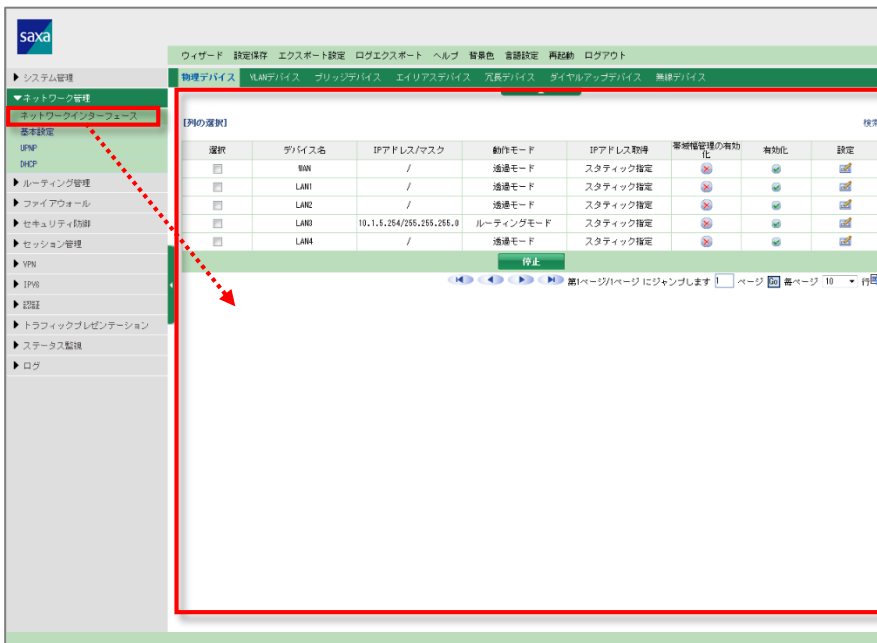 saxa
ウィザード 設定保存 エクスポート設定 ログエクスポート ヘルプ 背景色 言語設定 再起動 ログアウト
物理デバイス VLANデバイス ブリッジデバイス エイリアスデバイス 冗長デバイス ダイヤルアップデバイス 無線デバイス
▶システム管理
▼ネットワーク管理
ネットワークインターフェース
基本設定
UPNP
DHCP
▶ルーティング管理
▶ファイアウォール
▶セキュリティ防御
▶セッション管理
▶VPN
▶IPV6
▶認証
▶トラフィックプレゼンテーション
▶ステータス監視
▶ログ
[列の選択] 検索
選択 デバイス名 IPアドレス/マスク 動作モード IPアドレス取得 帯域幅管理の有効化 有効化 設定
WAN / 透過モード スタティック指定
LAN1 / 透過モード スタティック指定
LAN2 / 透過モード スタティック指定
LAN3 10.1.5.254/255.255.255.0 ルーティングモード スタティック指定
LAN4 / 透過モード スタティック指定
停止
第1ページ/1ページ にジャンプします 1 ページ Go 毎ページ 10 行